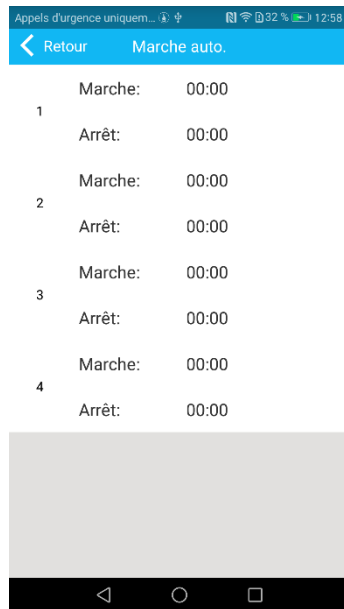 Appels d'urgence uniquem... 32 % 12:58
Retour Marche auto.
Marche: 00:00
1
Arrêt: 00:00
Marche: 00:00
2
Arrêt: 00:00
Marche: 00:00
3
Arrêt: 00:00
Marche: 00:00
4
Arrêt: 00:00